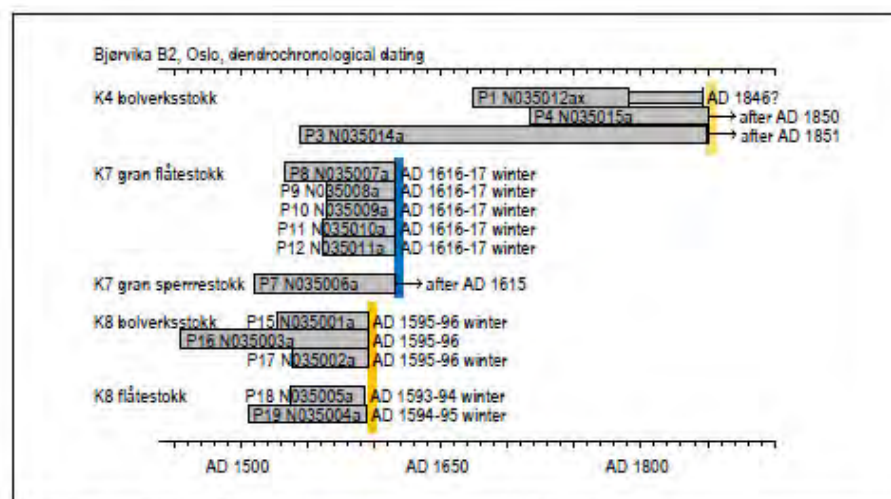 Bjørvika B2, Oslo, dendrochronological dating
K4 bolverksstokk P1 N035012ax AD 1846?
P4 N035015a after AD 1850
P3 N035014a after AD 1851
K7 gran flåtestokk P8 N035007a AD 1616-17 winter
P9 N035008a AD 1616-17 winter
P10 N035009a AD 1616-17 winter
P11 N035010a AD 1616-17 winter
P12 N035011a AD 1616-17 winter
K7 gran sperrrestokk P7 N035006a after AD 1615
K8 bolverksstokk P15 N035001a AD 1595-96 winter
P16 N035003a AD 1595-96
P17 N035002a AD 1595-96 winter
K8 flåtestokk P18 N035005a AD 1593-94 winter
P19 N035004a AD 1594-95 winter
AD 1500 AD 1650 AD 1800